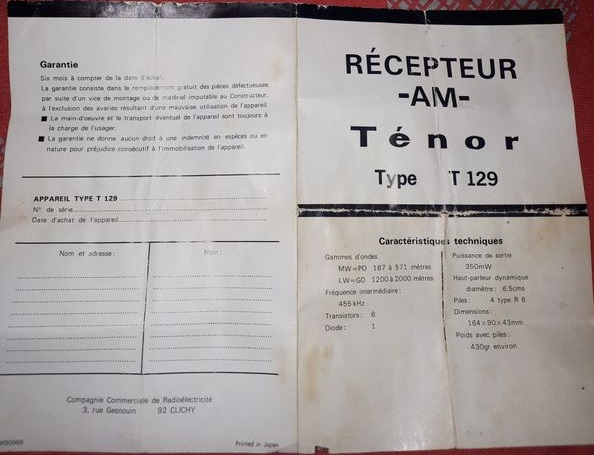 Garantie
Six mois à compter de la date d'achat.
La garantie consiste dans le remplacement gratuit des pièces défectueuses
par suite d'un vice de montage ou de matériel imputable au Constructeur,
à l'exclusion des avaries résultant d'une mauvaise utilisation de l'appareil.
■ La main-d'oeuvre et le transport éventuel de l'appareil sont toujours à
la charge de l'usager.
■ La garantie ne donne aucun droit à une indemnité en espèces ou en
nature pour préjudice consécutif à l'immobilisation de l'appareil.
APPAREIL TYPE T 129
N° de série
Date d'achat de l'appareil
Nom et adresse:
Nom:
Compagnie Commerciale de Radioélectricité
3, rue Gesnouin 92 CLICHY
Printed in Japan
RÉCEPTEUR
-AM-
Ténor
Type T 129
Caractéristiques techniques
Gammes d'ondes
MW=PO 187 à 571 mètres
LW=GO 1200 à 2000 mètres
Fréquence intermédiaire:
455 kHz
Transistors: 6
Diode: 1
Puissance de sortie
350mW
Haut-parleur dynamique
diamétre: 6,5cms
Piles: 4 type R 6
Dimensions:
164×90×43mm
Poids avec piles:
430gr environ